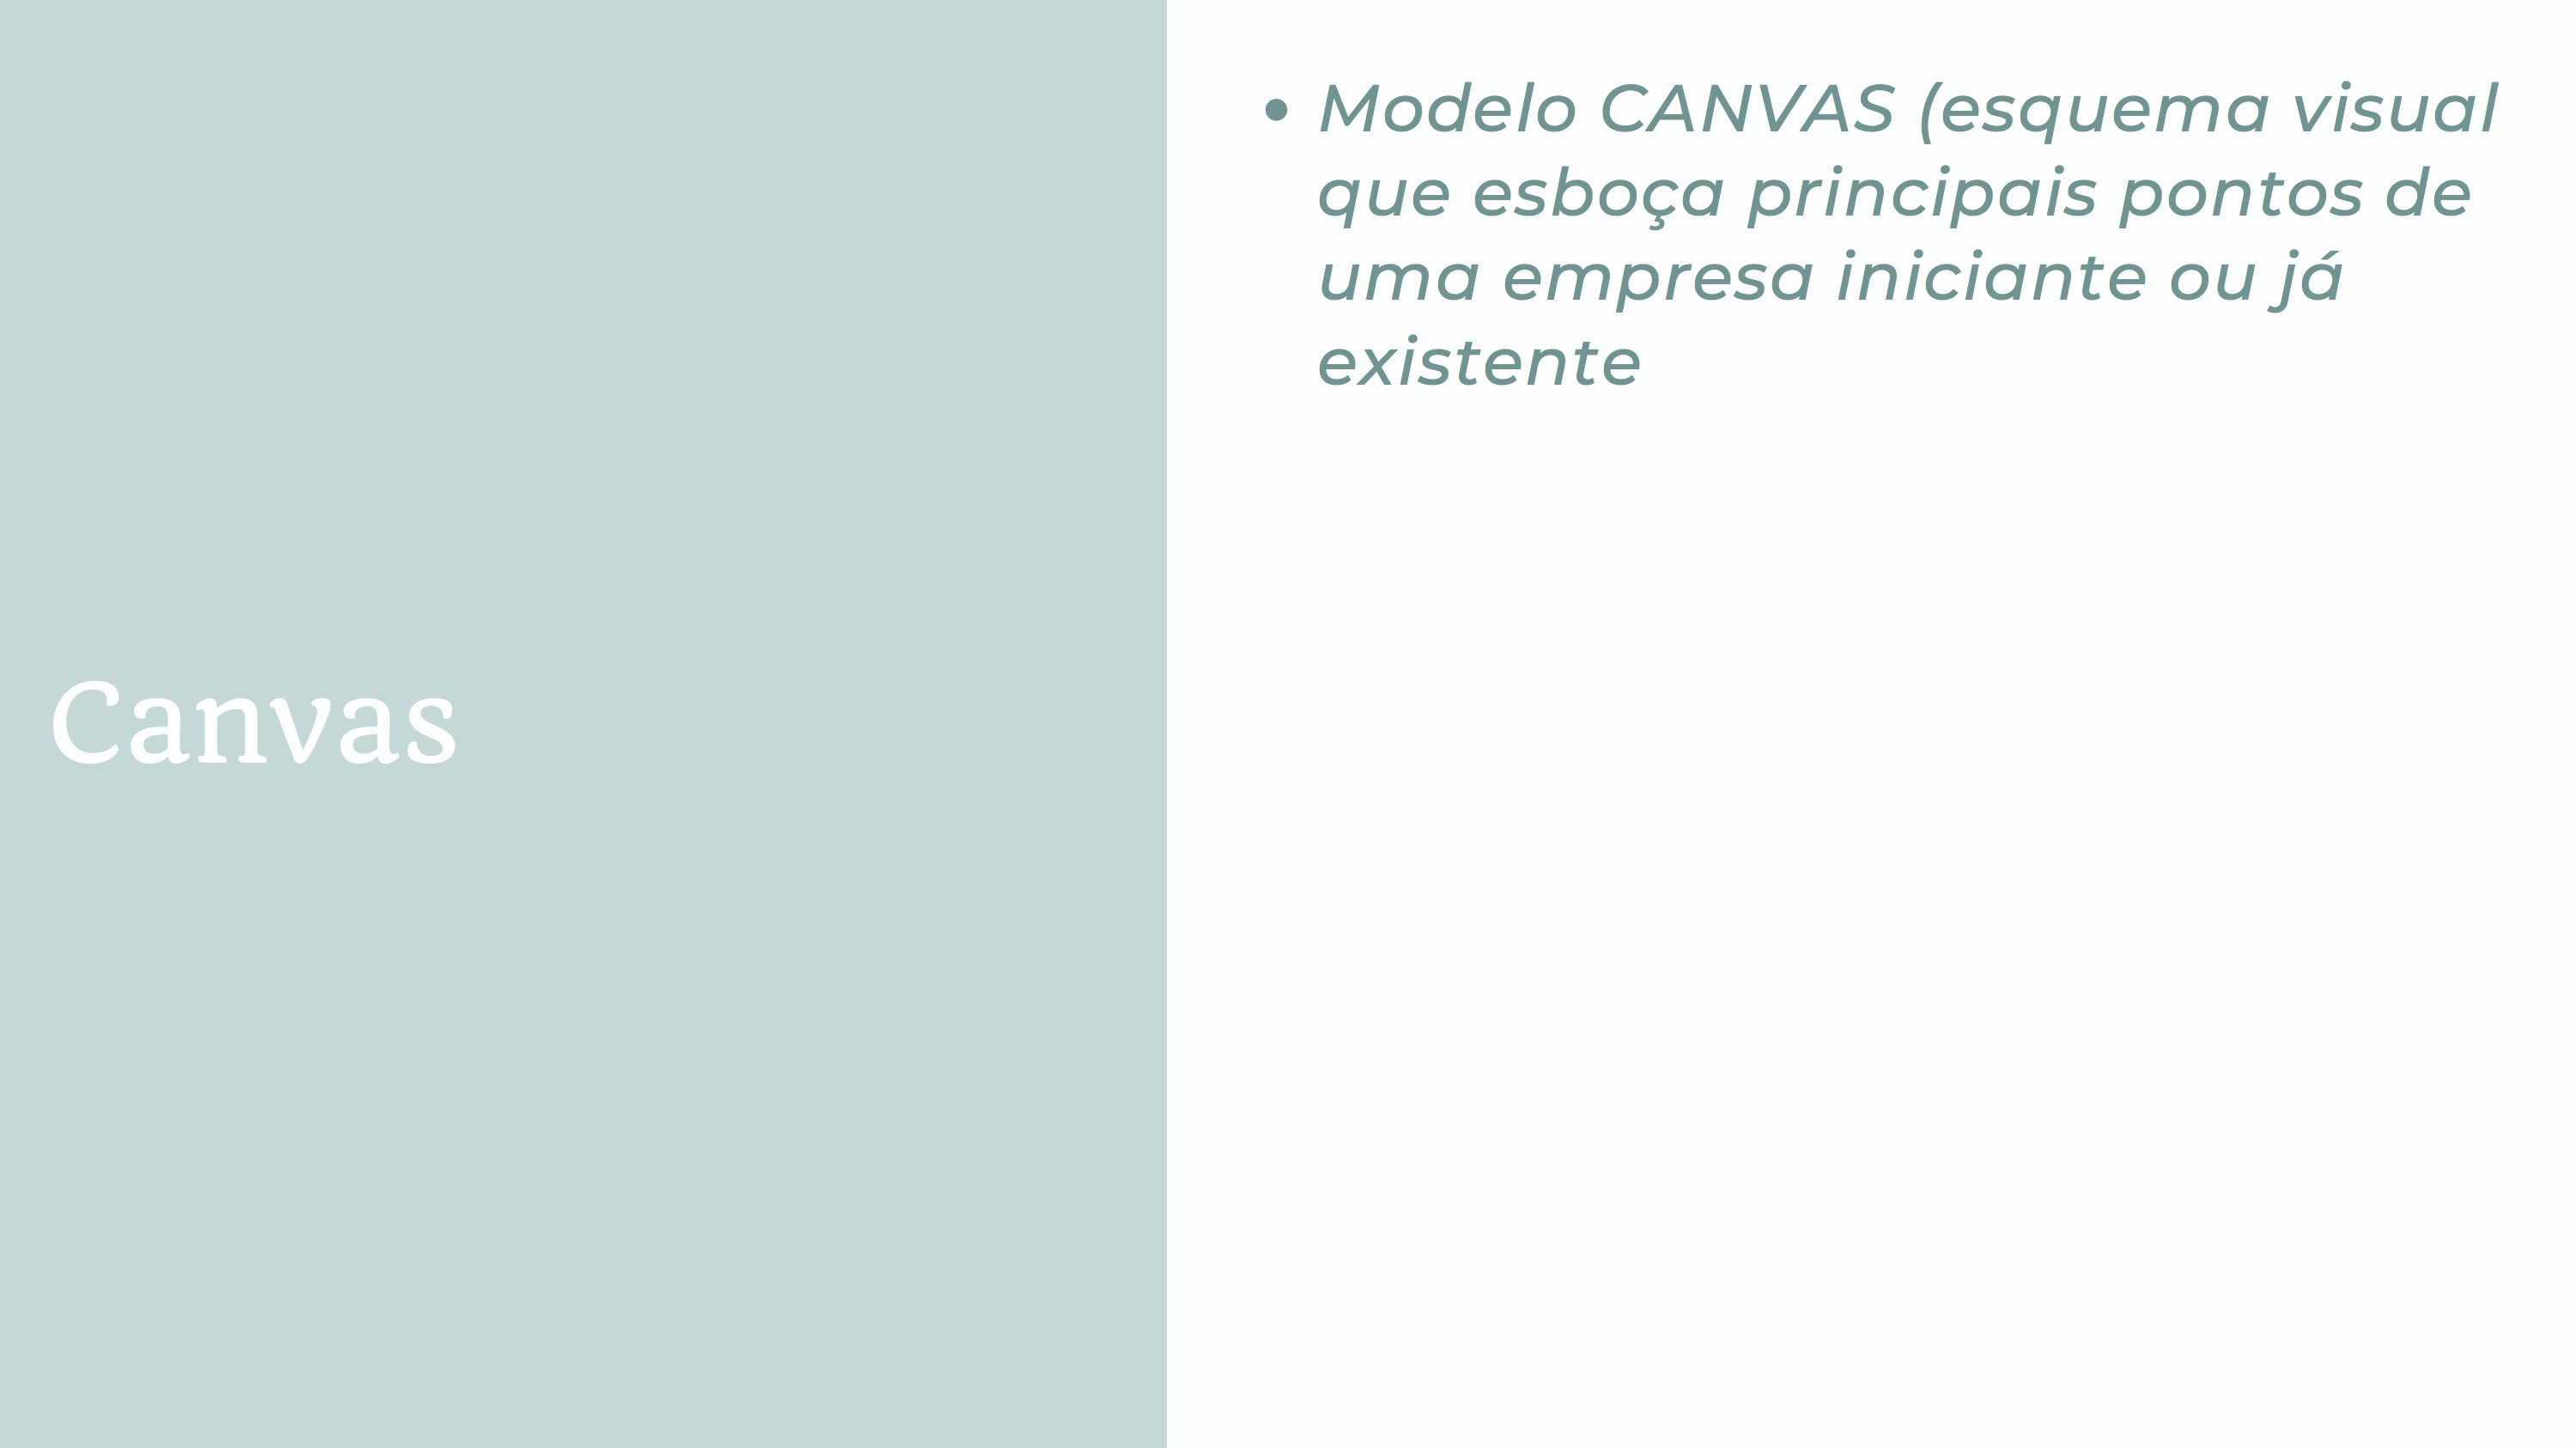 Canvas
• Modelo CANVAS (esquema visual
que esboça principais pontos de
uma empresa iniciante ou já
existente